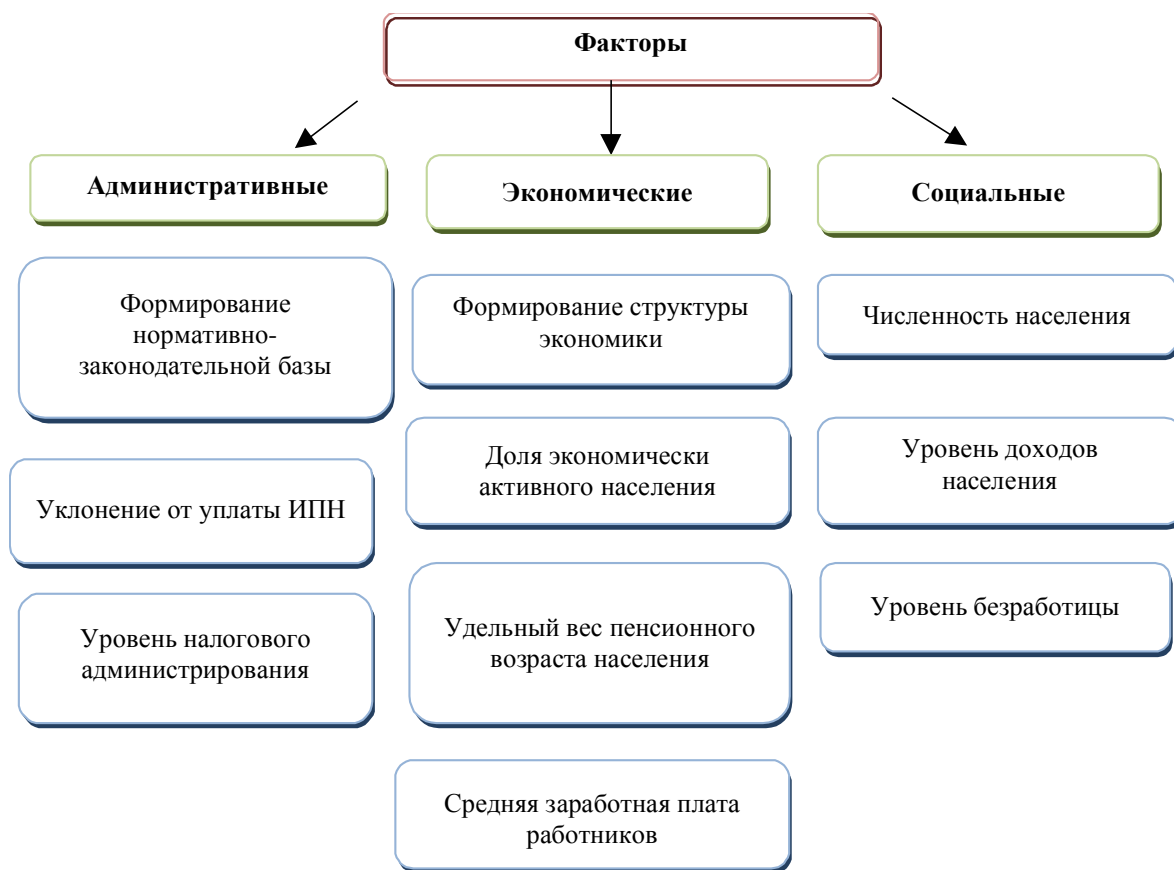 Факторы
Административные
Экономические
Социальные
Формирование
нормативно-
законодательной базы
Уклонение от уплаты ИПН
Уровень налогового
администрирования
Формирование структуры
экономики
Доля экономически
активного населения
Удельный вес пенсионного
возраста населения
Средняя заработная плата
работников
Численность населения
Уровень доходов
населения
Уровень безработицы